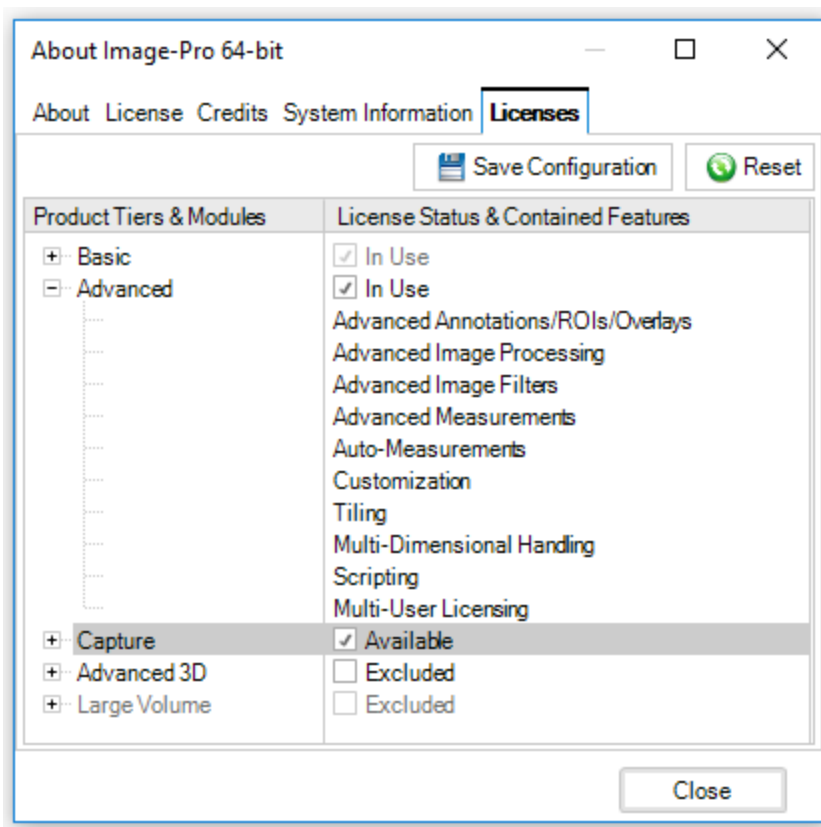 About Image-Pro 64-bit
About License Credits System Information Licenses
Save Configuration Reset
Product Tiers & Modules License Status & Contained Features
Basic In Use
Advanced In Use
Advanced Annotations/ROIs/Overlays
Advanced Image Processing
Advanced Image Filters
Advanced Measurements
Auto-Measurements
Customization
Tiling
Multi-Dimensional Handling
Scripting
Multi-User Licensing
Capture Available
Advanced 3D Excluded
Large Volume Excluded
Close